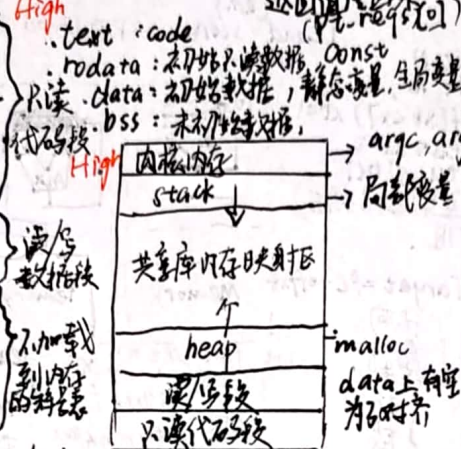 High
返回(
(pt_regs
.text : code
.rodata : 初始只读数据, const
.data : 初始数据, 静态变量, 全局变量
.bss : 未初始数据,
只读
代码段
High
内核内存 → argc, ar
stack → 局部变量
共享库内存映射区
读/写
数据段
heap malloc
不加载
到内存
的符号表
读/写段
data上有空
为了对齐
只读代码段